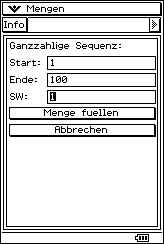 Mengen
Info
Ganzzahlige Sequenz:
Start: 1
Ende: 100
SW: 1
Menge fuellen
Abbrechen